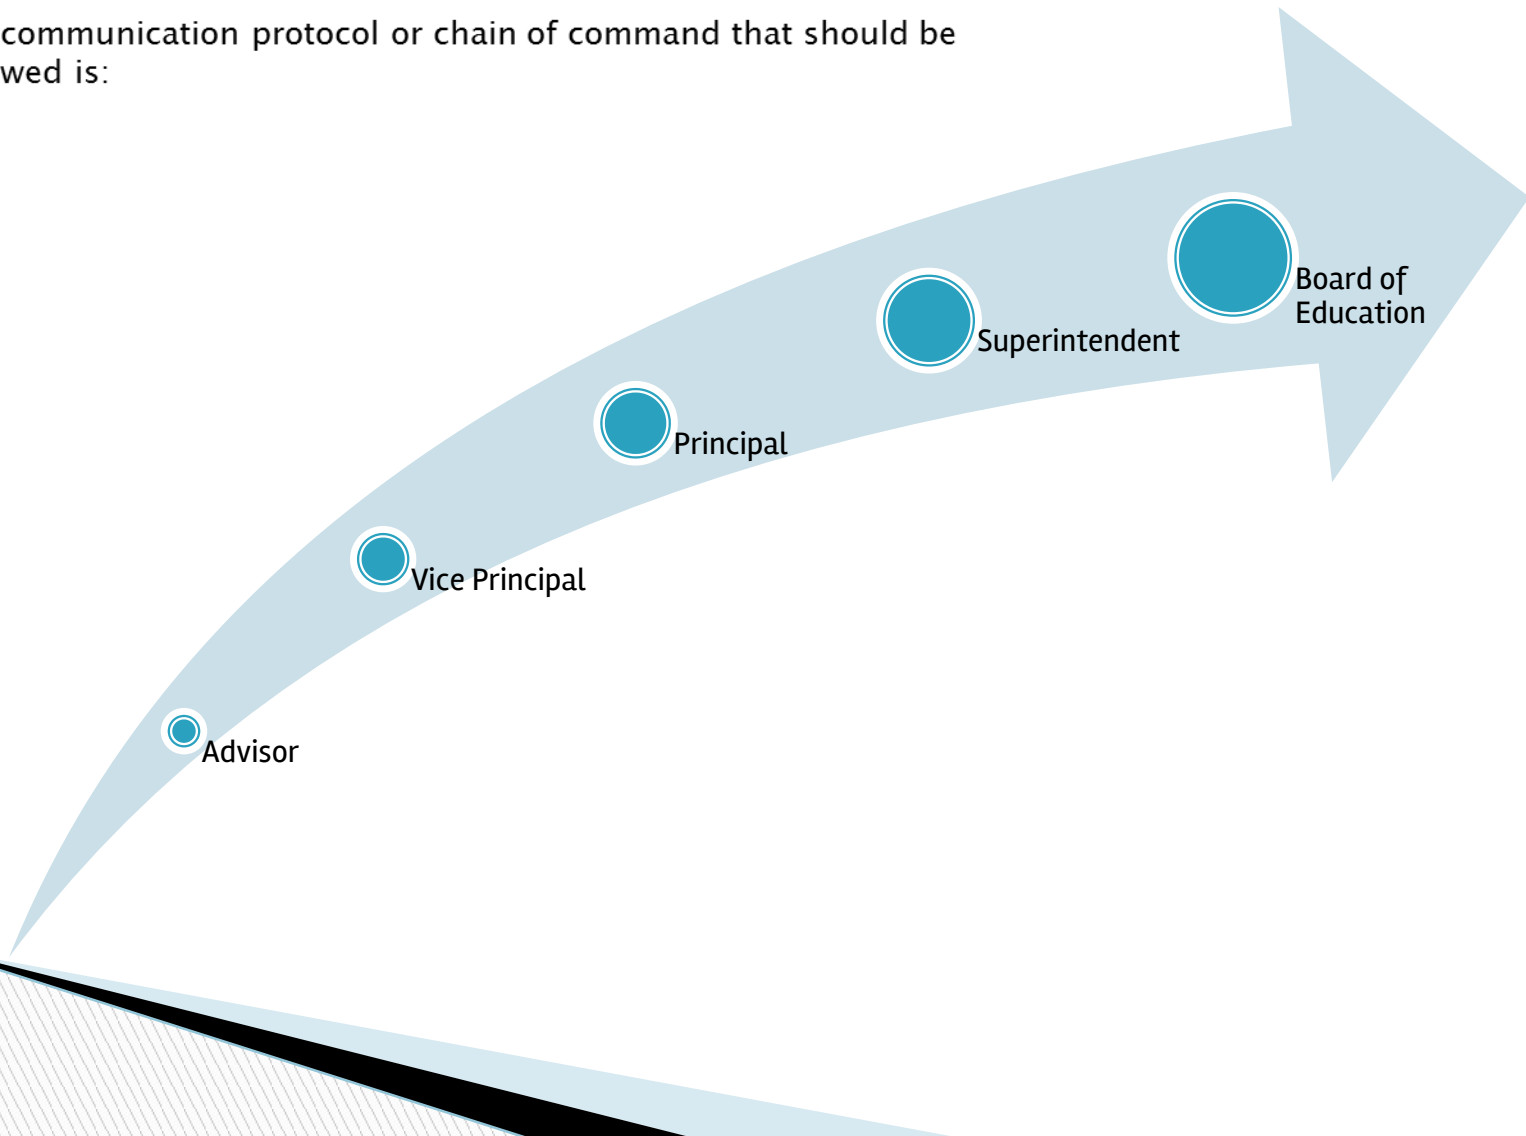 communication protocol or chain of command that should be
wed is:
Board of
Education
Superintendent
Principal
Vice Principal
Advisor